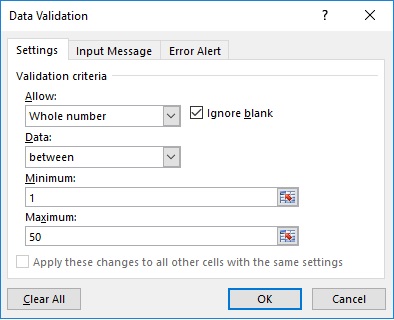 Data Validation ?
Settings Input Message Error Alert
Validation criteria
Allow:
Whole number Ignore blank
Data:
between
Minimum:
1
Maximum:
50
Apply these changes to all other cells with the same settings
Clear All OK Cancel